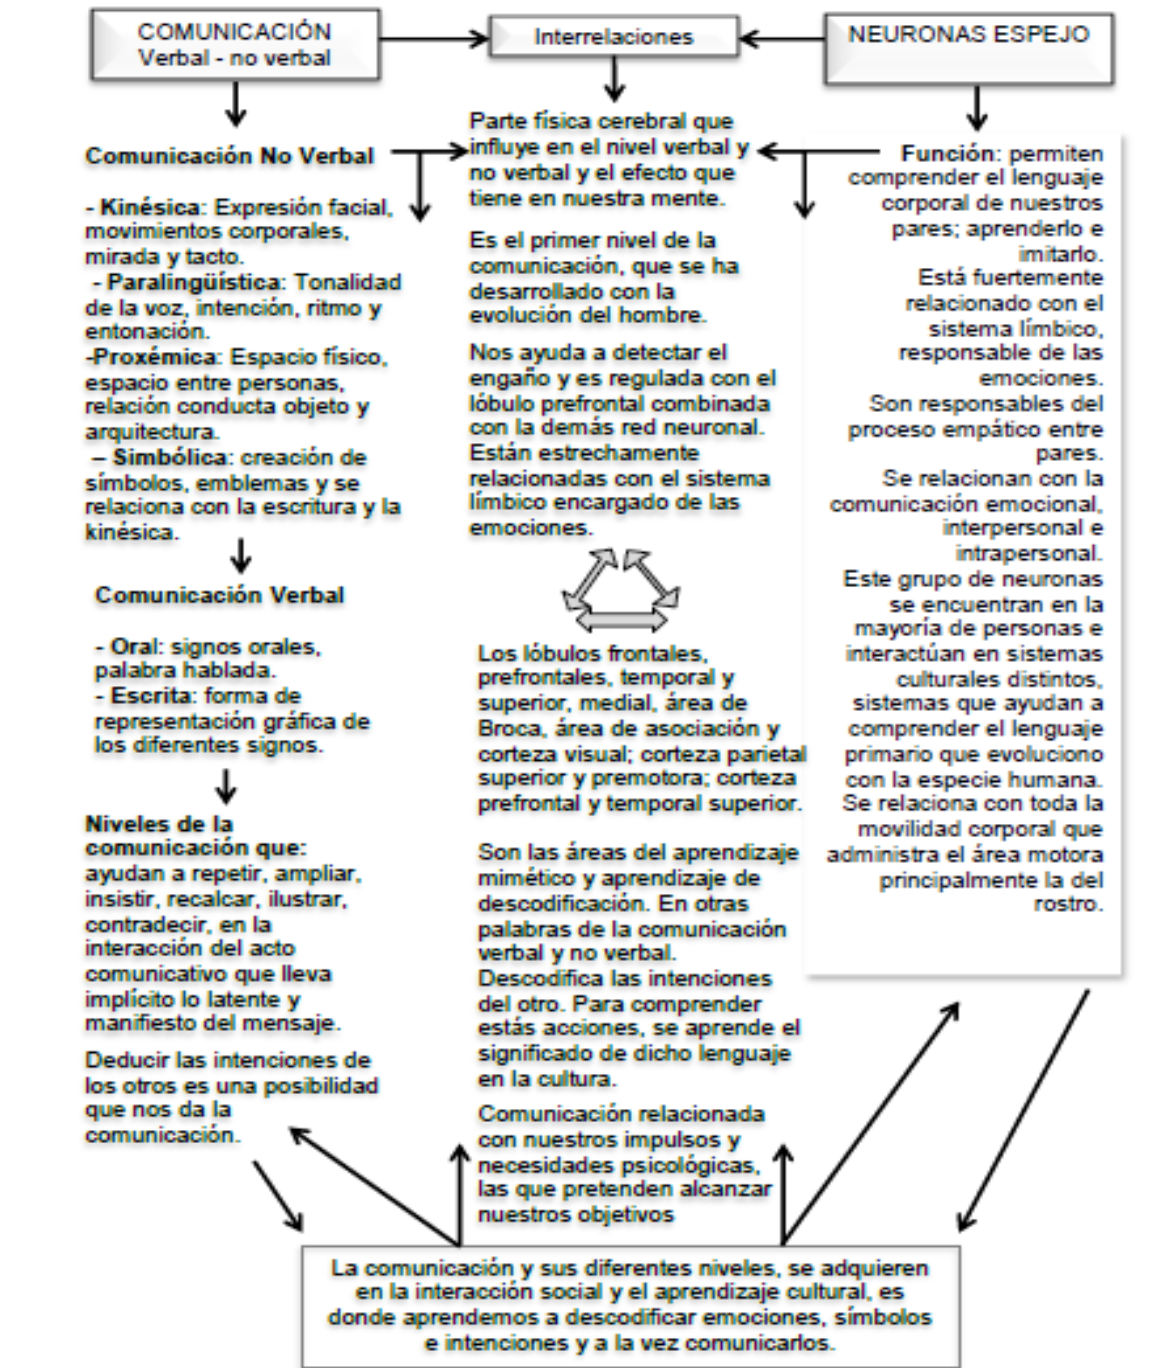 COMUNICACIÓN
Verbal - no verbal
Interrelaciones
NEURONAS ESPEJO
Comunicación No Verbal
- Kinésica: Expresión facial,
movimientos corporales,
mirada y tacto.
- Paralingüística: Tonalidad
de la voz, intención, ritmo y
entonación.
-Proxémica: Espacio físico,
espacio entre personas,
relación conducta objeto y
arquitectura.
– Simbólica: creación de
símbolos, emblemas y se
relaciona con la escritura y la
kinésica.
Comunicación Verbal
- Oral: signos orales,
palabra hablada.
- Escrita: forma de
representación gráfica de
los diferentes signos.
Niveles de la
comunicación que:
ayudan a repetir, ampliar,
insistir, recalcar, ilustrar,
contradecir, en la
interacción del acto
comunicativo que lleva
implícito lo latente y
manifiesto del mensaje.
Deducir las intenciones de
los otros es una posibilidad
que nos da la
comunicación.
Parte física cerebral que
influye en el nivel verbal y
no verbal y el efecto que
tiene en nuestra mente.
Es el primer nivel de la
comunicación, que se ha
desarrollado con la
evolución del hombre.
Nos ayuda a detectar el
engaño y es regulada con el
lóbulo prefrontal combinada
con la demás red neuronal.
Están estrechamente
relacionadas con el sistema
límbico encargado de las
emociones.
Los lóbulos frontales,
prefrontales, temporal y
superior, medial, área de
Broca, área de asociación y
corteza visual; corteza parietal
superior y premotora; corteza
prefrontal y temporal superior.
Son las áreas del aprendizaje
mimético y aprendizaje de
descodificación. En otras
palabras de la comunicación
verbal y no verbal.
Descodifica las intenciones
del otro. Para comprender
estás acciones, se aprende el
significado de dicho lenguaje
en la cultura.
Comunicación relacionada
con nuestros impulsos y
necesidades psicológicas,
las que pretenden alcanzar
nuestros objetivos
Función: permiten
comprender el lenguaje
corporal de nuestros
pares; aprenderlo e
imitarlo.
Está fuertemente
relacionado con el
sistema límbico,
responsable de las
emociones.
Son responsables del
proceso empático entre
pares.
Se relacionan con la
comunicación emocional,
interpersonal e
intrapersonal.
Este grupo de neuronas
se encuentran en la
mayoría de personas e
interactúan en sistemas
culturales distintos,
sistemas que ayudan a
comprender el lenguaje
primario que evoluciono
con la especie humana.
Se relaciona con toda la
movilidad corporal que
administra el área motora
principalmente la del
rostro.
La comunicación y sus diferentes niveles, se adquieren
en la interacción social y el aprendizaje cultural, es
donde aprendemos a descodificar emociones, símbolos
e intenciones y a la vez comunicarlos.